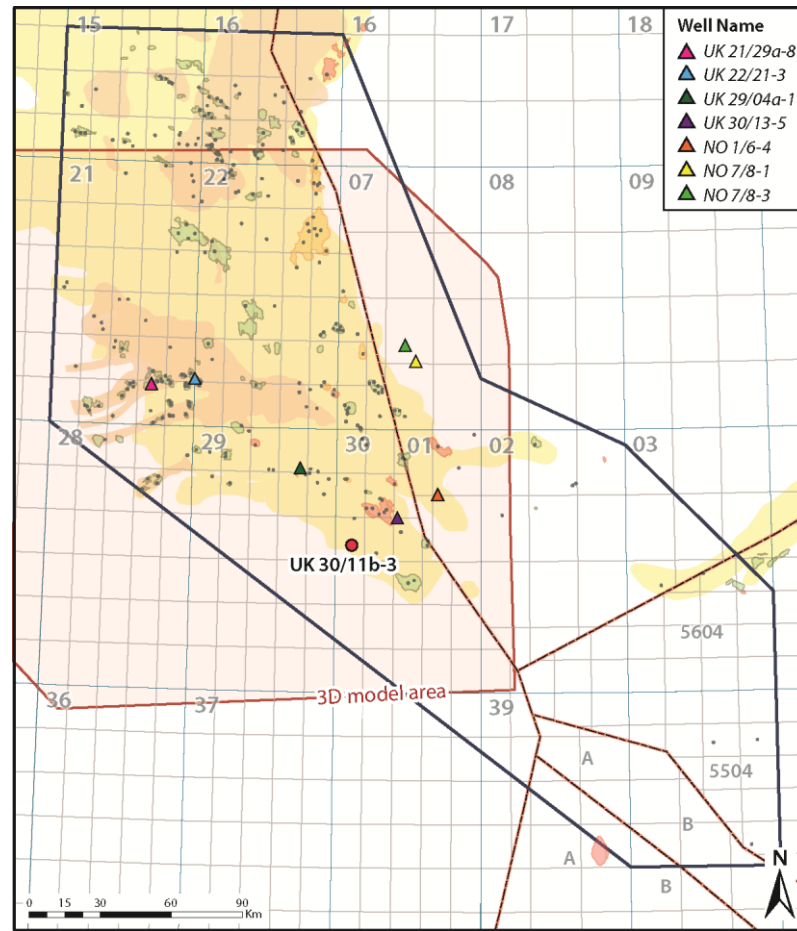 15
16
16
17
18
Well Name
UK 21/29a-8
UK 22/21-3
UK 29/04a-1
UK 30/13-5
NO 1/6-4
NO 7/8-1
NO 7/8-3
21
22
07
08
09
28
29
30
01
02
03
UK 30/11b-3
5604
36
37
3D model area
39
A
5504
B
A
B
N
0 15 30 60 90
Km